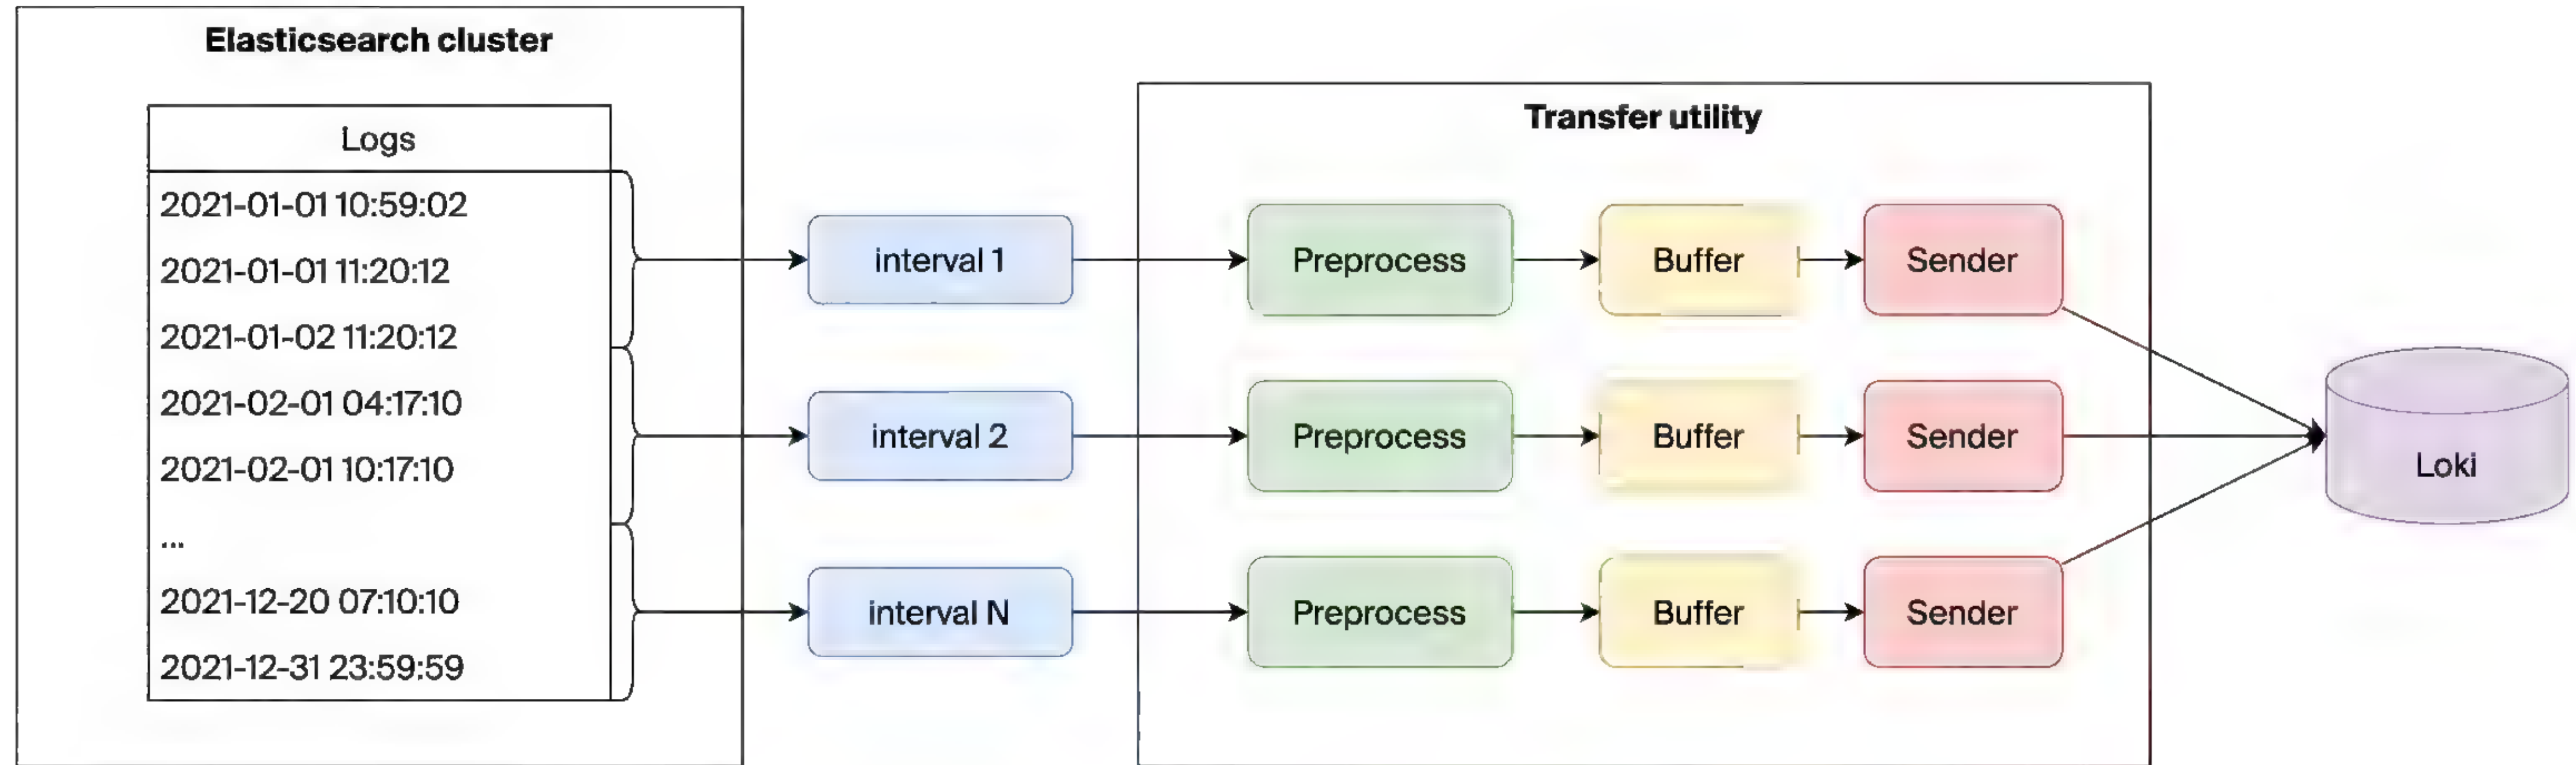 Elasticsearch cluster
Logs
2021-01-01 10:59:02
2021-01-01 11:20:12
2021-01-02 11:20:12
2021-02-01 04:17:10
2021-02-01 10:17:10
...
2021-12-20 07:10:10
2021-12-31 23:59:59
interval 1
interval 2
interval N
Transfer utility
Preprocess
Buffer
Sender
Preprocess
Buffer
Sender
Preprocess
Buffer
Sender
Loki